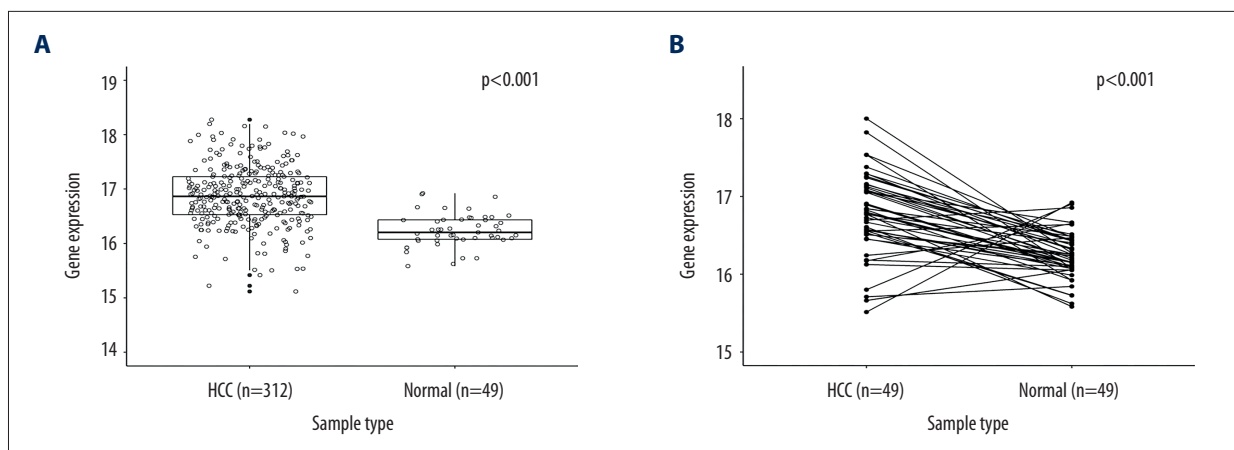 A
Gene expression
19
18
17
16
15
14
p<0.001
HCC (n=312)
Normal (n=49)
Sample type
B
Gene expression
18
17
16
15
p<0.001
HCC (n=49)
Normal (n=49)
Sample type